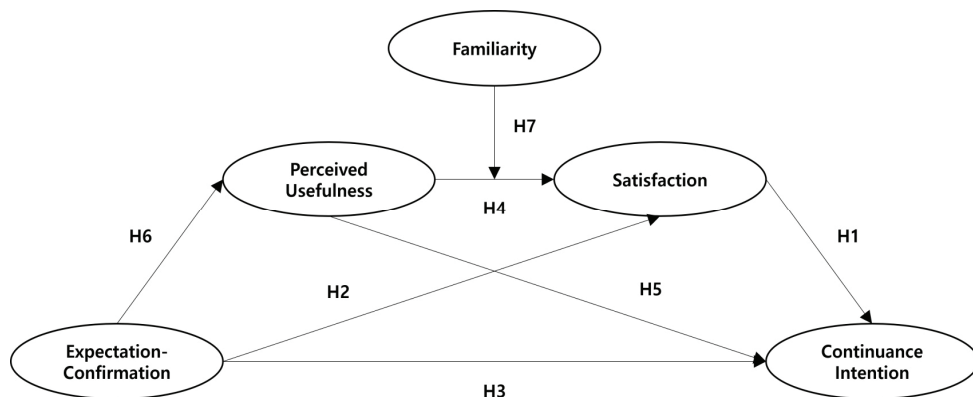 Familiarity
H7
Perceived
Usefulness
Satisfaction
H4
H6
H1
H2
H5
Expectation-
Confirmation
Continuance
Intention
H3